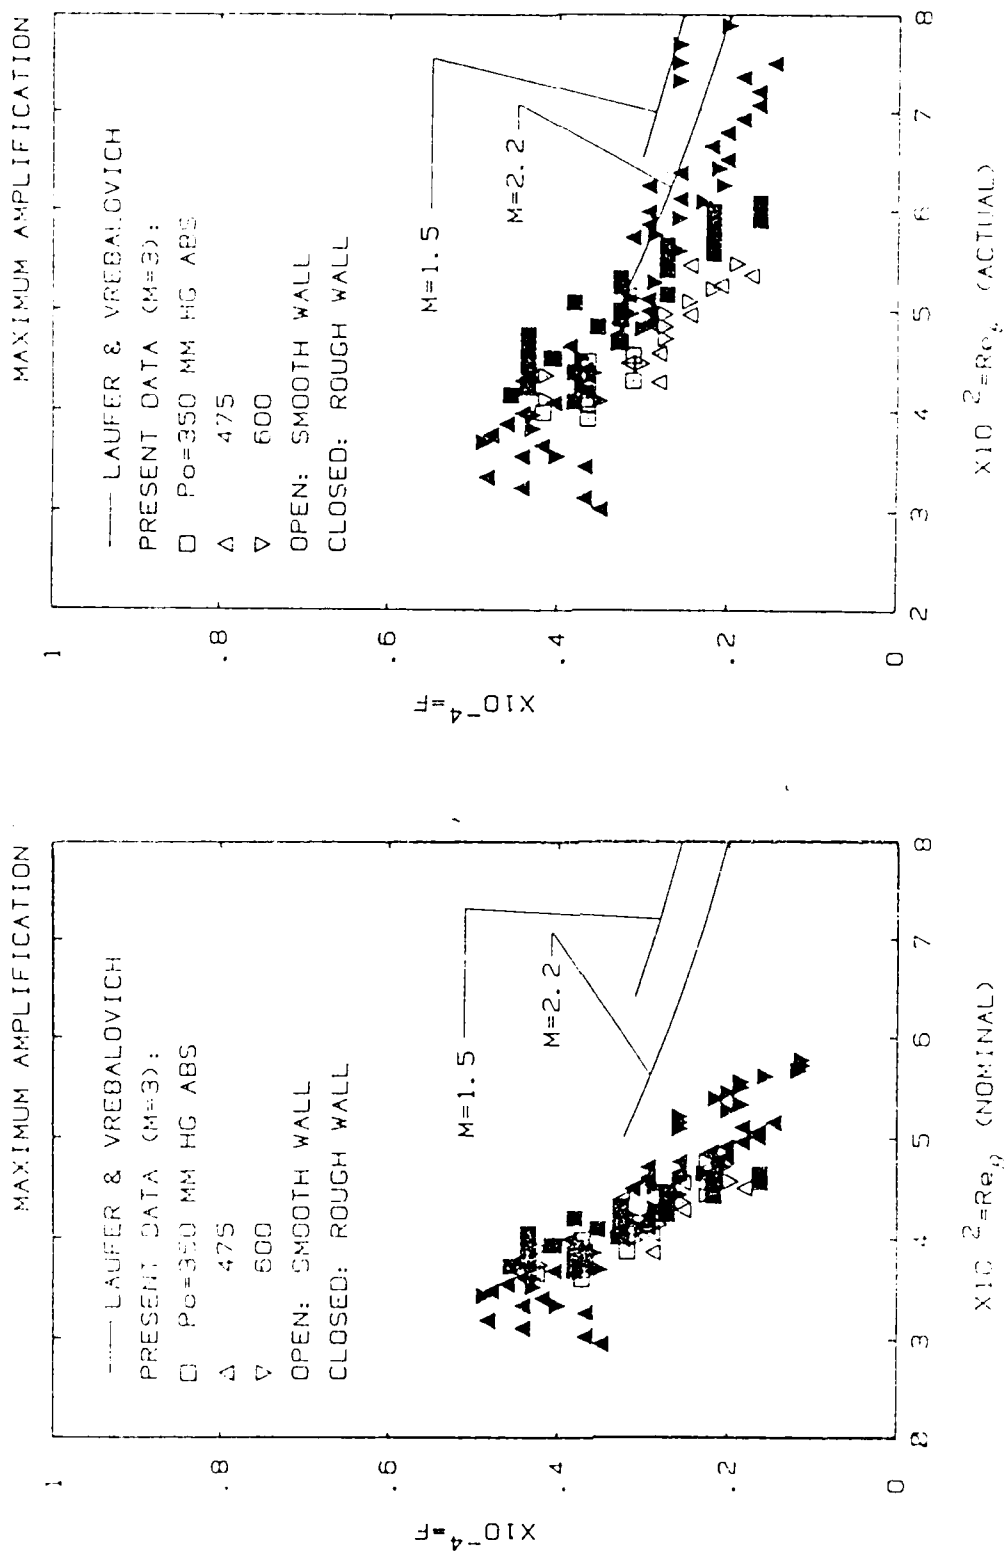 MAXIMUM AMPLIFICATION
LAUFER & VREBALOVICH
PRESENT DATA (M=3):
□ Po=350 MM HG ABS
△ 475
▽ 600
OPEN: SMOOTH WALL
CLOSED: ROUGH WALL
M=1.5
M=2.2
1
.8
.6
.4
.2
0
X10⁻⁴=F
2 3 4 5 6 7 8
X10 ²=Reθ (NOMINAL)
MAXIMUM AMPLIFICATION
LAUFER & VREBALOVICH
PRESENT DATA (M=3):
□ Po=350 MM HG ABS
△ 475
▽ 600
OPEN: SMOOTH WALL
CLOSED: ROUGH WALL
M=1.5
M=2.2
1
.8
.6
.4
.2
0
X10⁻⁴=F
2 3 4 5 6 7 8
X10 ²=Re (ACTUAL)